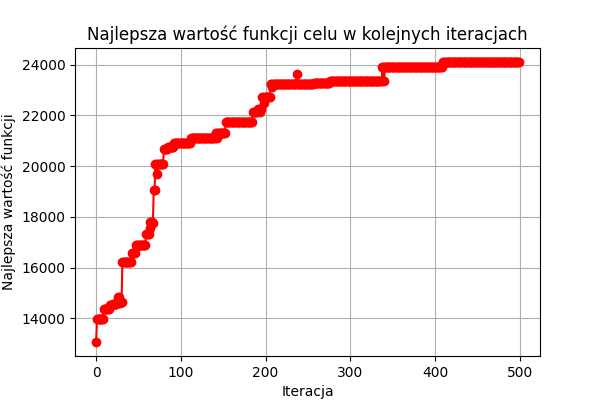 Najlepsza wartość funkcji celu w kolejnych iteracjach
Najlepsza wartość funkcji
24000
22000
20000
18000
16000
14000
0 100 200 300 400 500
Iteracja